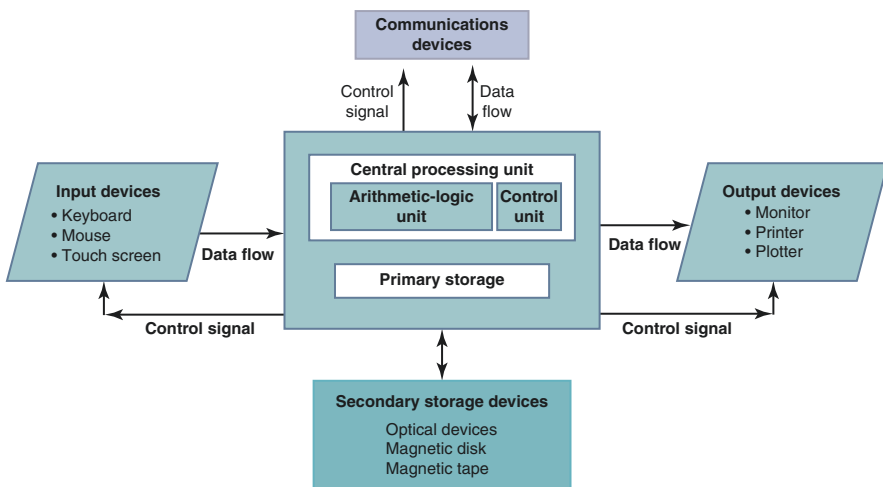 Communications
devices
Control
signal
Data
flow
Central processing unit
Arithmetic-logic
unit
Control
unit
Primary storage
Input devices
• Keyboard
• Mouse
• Touch screen
Data flow
Control signal
Output devices
• Monitor
• Printer
• Plotter
Data flow
Control signal
Secondary storage devices
Optical devices
Magnetic disk
Magnetic tape